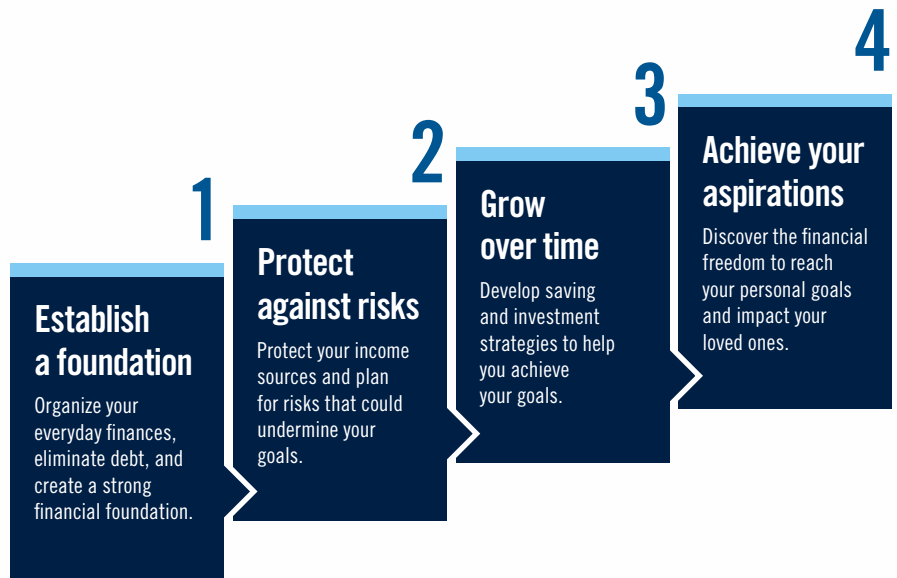 1
Establish
a foundation
Organize your
everyday finances,
eliminate debt, and
create a strong
financial foundation.
2
Protect
against risks
Protect your income
sources and plan
for risks that could
undermine your
goals.
3
Grow
over time
Develop saving
and investment
strategies to help
you achieve
your goals.
4
Achieve your
aspirations
Discover the financial
freedom to reach
your personal goals
and impact your
loved ones.